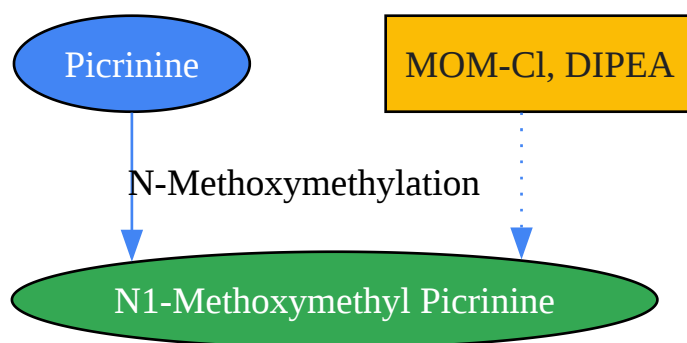 Picrinine
MOM-Cl, DIPEA
N-Methoxymethylation
N1-Methoxymethyl Picrinine